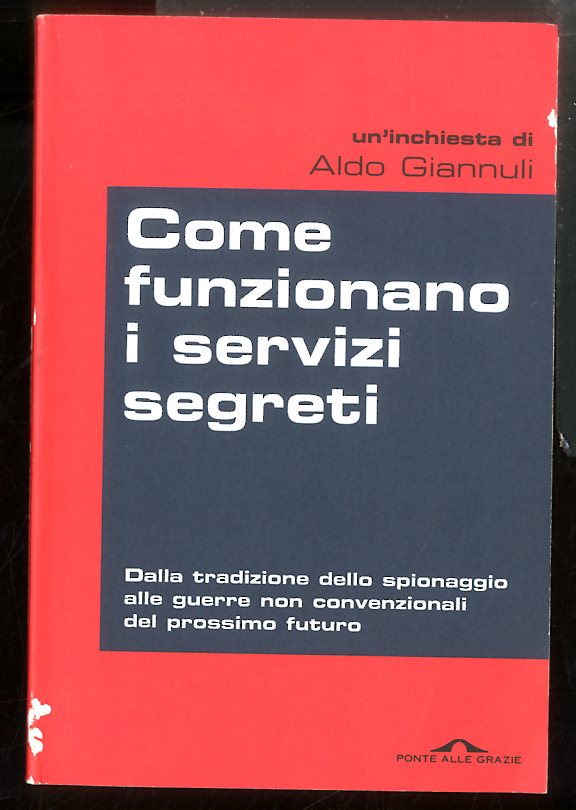 un'inchiesta di
Aldo Giannuli
Come
funzionano
i servizi
segreti
Dalla tradizione dello spionaggio
alle guerre non convenzionali
del prossimo futuro
PONTE ALLE GRAZIE